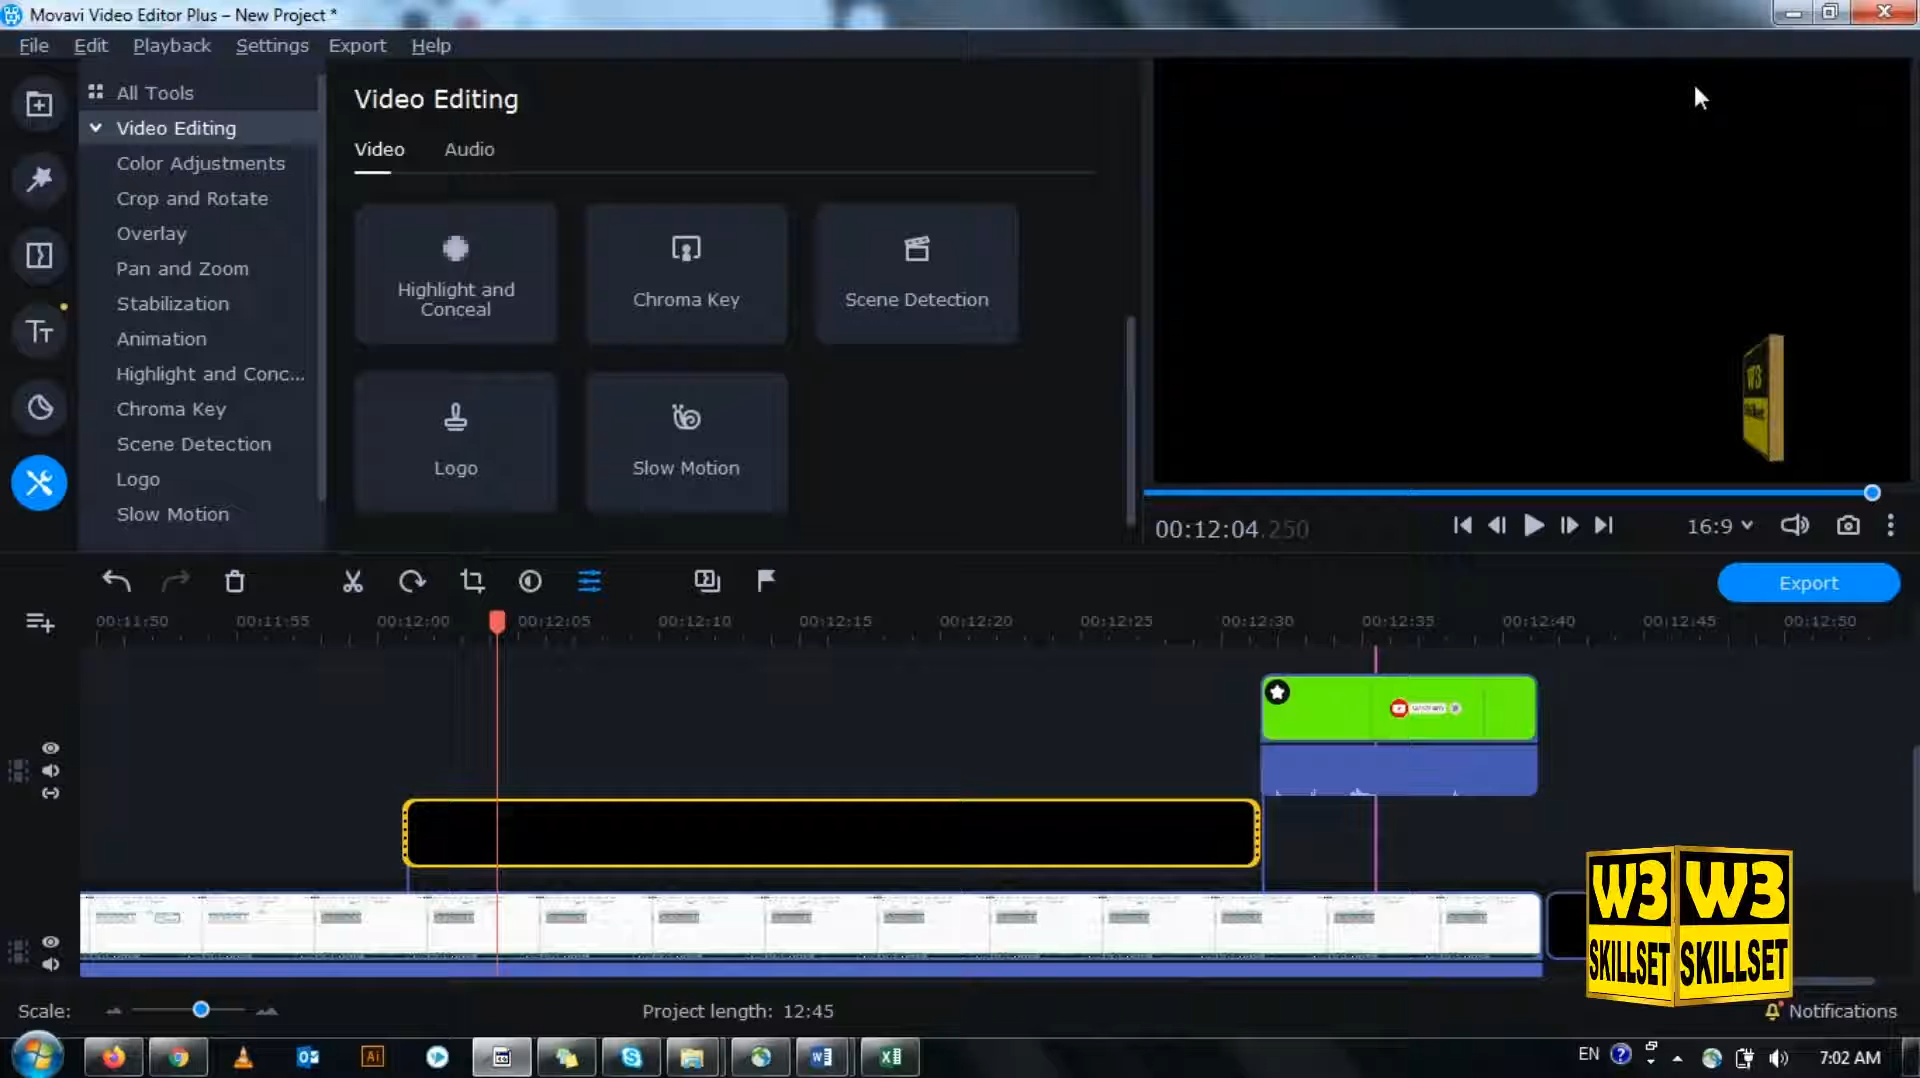 Movavi Video Editor Plus – New Project *
File Edit Playback Settings Export Help
All Tools
Video Editing
Color Adjustments
Crop and Rotate
Overlay
Pan and Zoom
Stabilization
Animation
Highlight and Conc...
Chroma Key
Scene Detection
Logo
Slow Motion
Video Editing
Video Audio
Highlight and
Conceal
Chroma Key
Scene Detection
Logo
Slow Motion
W3
00:12:04.250
16:9
Export
00:11:50 00:11:55 00:12:00 00:12:05 00:12:10 00:12:15 00:12:20 00:12:25 00:12:30 00:12:35 00:12:40 00:12:45 00:12:50
W3 W3
SKILLSET SKILLSET
Scale:
Project length: 12:45
Notifications
EN
7:02 AM